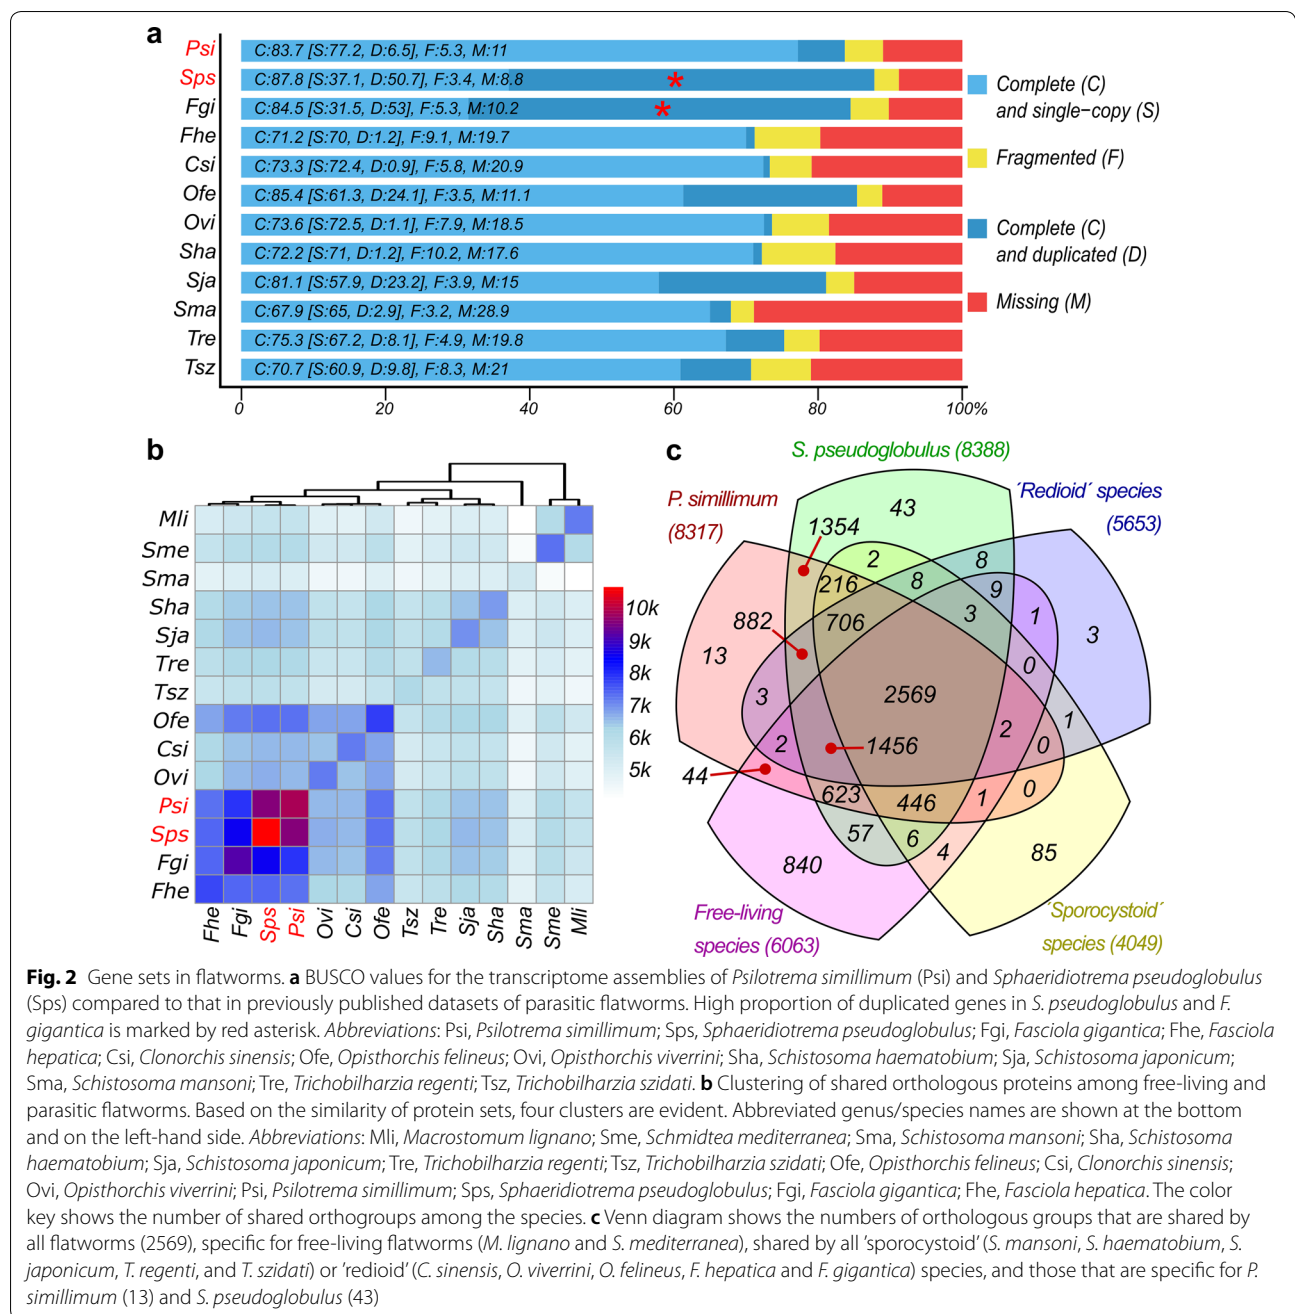 a
Psi C:83.7 [S:77.2, D:6.5], F:5.3, M:11
Sps C:87.8 [S:37.1, D:50.7], F:3.4, M:8.8 *
Fgi C:84.5 [S:31.5, D:53], F:5.3, M:10.2 *
Fhe C:71.2 [S:70, D:1.2], F:9.1, M:19.7
Csi C:73.3 [S:72.4, D:0.9], F:5.8, M:20.9
Ofe C:85.4 [S:61.3, D:24.1], F:3.5, M:11.1
Ovi C:73.6 [S:72.5, D:1.1], F:7.9, M:18.5
Sha C:72.2 [S:71, D:1.2], F:10.2, M:17.6
Sja C:81.1 [S:57.9, D:23.2], F:3.9, M:15
Sma C:67.9 [S:65, D:2.9], F:3.2, M:28.9
Tre C:75.3 [S:67.2, D:8.1], F:4.9, M:19.8
Tsz C:70.7 [S:60.9, D:9.8], F:8.3, M:21
0 20 40 60 80 100%
Complete (C)
and single-copy (S)
Fragmented (F)
Complete (C)
and duplicated (D)
Missing (M)
b
Mli
Sme
Sma
Sha
Sja
Tre
Tsz
Ofe
Csi
Ovi
Psi
Sps
Fgi
Fhe
Fhe Fgi Sps Psi Ovi Csi Ofe Tsz Tre Sja Sha Sma Sme Mli
10k
9k
8k
7k
6k
5k
c
S. pseudoglobulus (8388)
P. simillimum
(8317)
´Redioid´ species
(5653)
43
1354
2
8
216
8
9
882
706
3
1
3
13
0
3
2569
1
2
1456
2
0
44
623
446
1
0
57
6
4
85
840
Free-living
species (6063)
´Sporocystoid´
species (4049)
Fig. 2 Gene sets in flatworms. a BUSCO values for the transcriptome assemblies of Psilotrema simillimum (Psi) and Sphaeridiotrema pseudoglobulus
(Sps) compared to that in previously published datasets of parasitic flatworms. High proportion of duplicated genes in S. pseudoglobulus and F.
gigantica is marked by red asterisk. Abbreviations: Psi, Psilotrema simillimum; Sps, Sphaeridiotrema pseudoglobulus; Fgi, Fasciola gigantica; Fhe, Fasciola
hepatica; Csi, Clonorchis sinensis; Ofe, Opisthorchis felineus; Ovi, Opisthorchis viverrini; Sha, Schistosoma haematobium; Sja, Schistosoma japonicum;
Sma, Schistosoma mansoni; Tre, Trichobilharzia regenti; Tsz, Trichobilharzia szidati. b Clustering of shared orthologous proteins among free-living and
parasitic flatworms. Based on the similarity of protein sets, four clusters are evident. Abbreviated genus/species names are shown at the bottom
and on the left-hand side. Abbreviations: Mli, Macrostomum lignano; Sme, Schmidtea mediterranea; Sma, Schistosoma mansoni; Sha, Schistosoma
haematobium; Sja, Schistosoma japonicum; Tre, Trichobilharzia regenti; Tsz, Trichobilharzia szidati; Ofe, Opisthorchis felineus; Csi, Clonorchis sinensis;
Ovi, Opisthorchis viverrini; Psi, Psilotrema simillimum; Sps, Sphaeridiotrema pseudoglobulus; Fgi, Fasciola gigantica; Fhe, Fasciola hepatica. The color
key shows the number of shared orthogroups among the species. c Venn diagram shows the numbers of orthologous groups that are shared by
all flatworms (2569), specific for free-living flatworms (M. lignano and S. mediterranea), shared by all 'sporocystoid' (S. mansoni, S. haematobium, S.
japonicum, T. regenti, and T. szidati) or 'redioid' (C. sinensis, O. viverrini, O. felineus, F. hepatica and F. gigantica) species, and those that are specific for P.
simillimum (13) and S. pseudoglobulus (43)